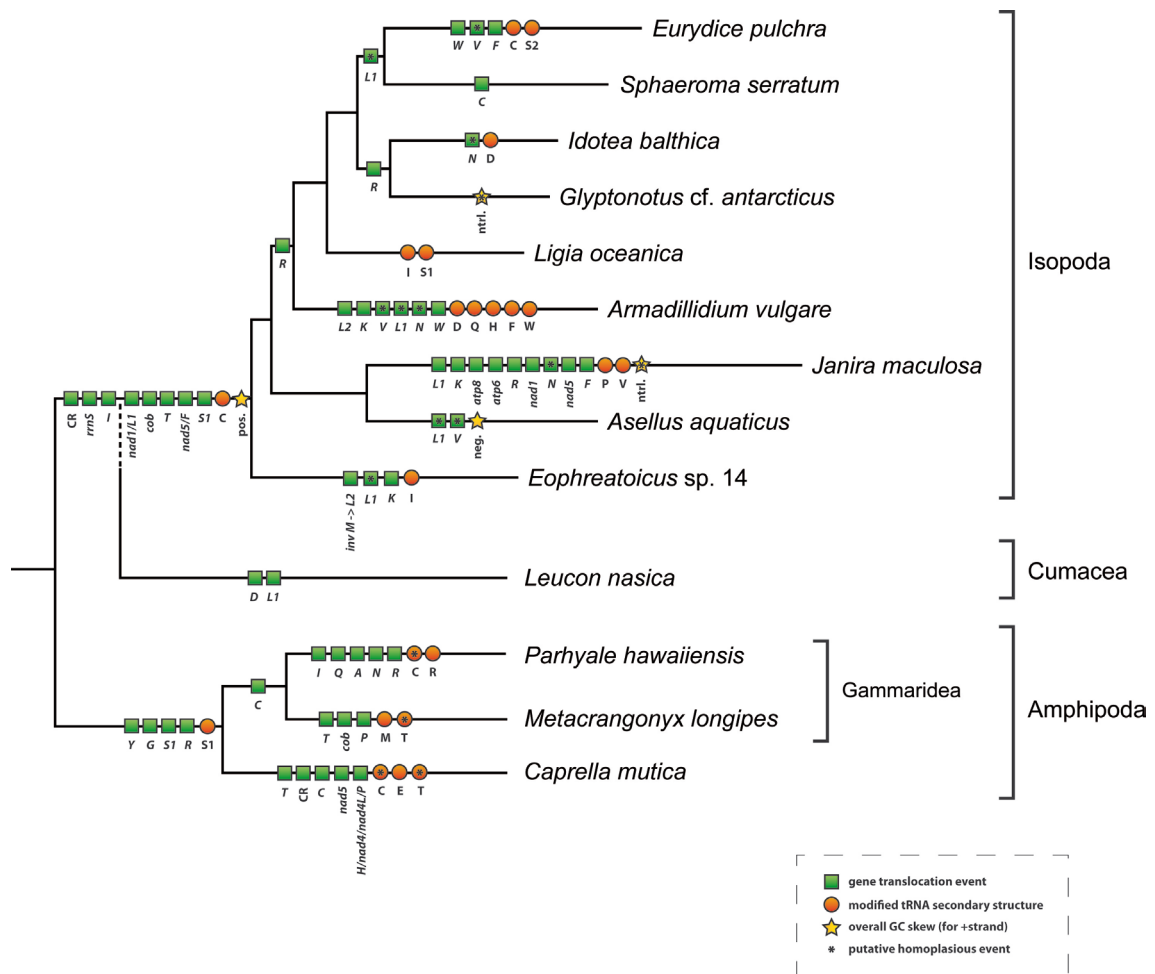 Eurydice pulchra
W V * F C S2
* L1
Sphaeroma serratum
C
Idotea balthica
* N D
R
Glyptonotus cf. antarcticus
* ntrl.
Ligia oceanica
I S1
R
Isopoda
Armadillidium vulgare
* * *
L2 K V L1 N W D Q H F W
Janira maculosa
* *
L1 K atp8 atp6 R nad1 N nad5 F P V ntrl.
CR rrnS I nad1/L1 cob T nad5/F S1 C pos.
Asellus aquaticus
* *
L1 V neg.
Eophreatoicus sp. 14
*
inv M -> L2 L1 K I
Leucon nasica
D L1
Cumacea
Parhyale hawaiiensis
*
I Q A N R C R
C
Gammaridea
Metacrangonyx longipes
*
T cob P M T
Amphipoda
Y G S1 R S1
Caprella mutica
* *
T CR C nad5 H/nad4/nad4L/P C E T
gene translocation event
modified tRNA secondary structure
overall GC skew (for +strand)
* putative homoplasious event